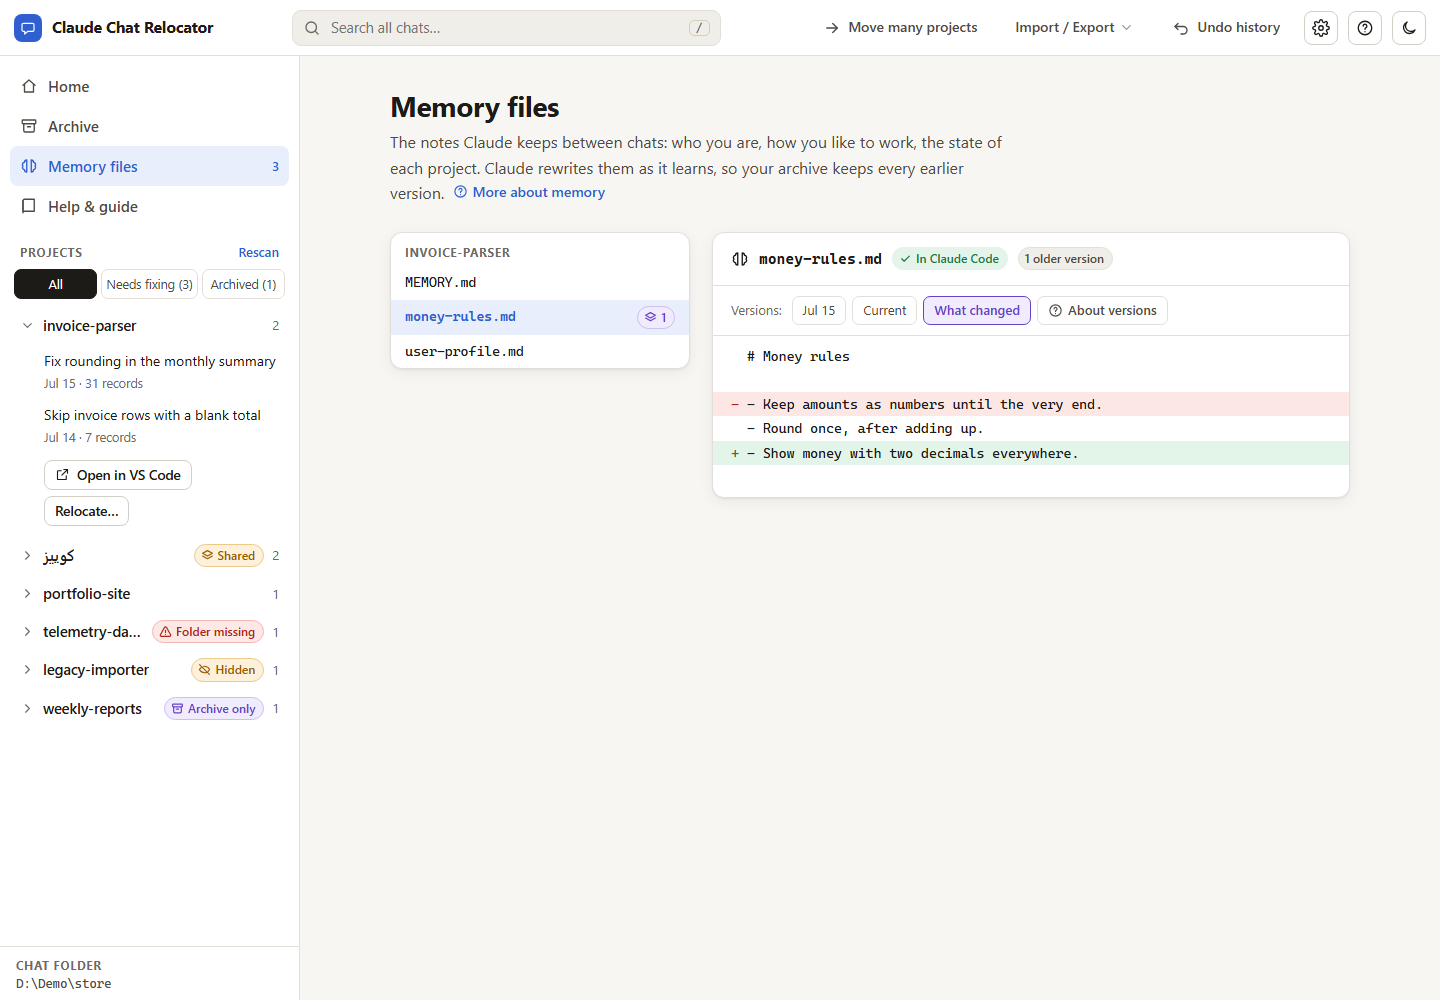 Claude Chat Relocator
Search all chats...
/
Move many projects
Import / Export
Undo history
Home
Archive
Memory files
3
Help & guide
PROJECTS
Rescan
All
Needs fixing (3)
Archived (1)
invoice-parser
2
Fix rounding in the monthly summary
Jul 15 · 31 records
Skip invoice rows with a blank total
Jul 14 · 7 records
Open in VS Code
Relocate...
كوبيز
Shared
2
portfolio-site
1
telemetry-da...
Folder missing
1
legacy-importer
Hidden
1
weekly-reports
Archive only
1
CHAT FOLDER
D:\Demo\store
Memory files
The notes Claude keeps between chats: who you are, how you like to work, the state of
each project. Claude rewrites them as it learns, so your archive keeps every earlier
version. More about memory
INVOICE-PARSER
MEMORY.md
money-rules.md
1
user-profile.md
money-rules.md
In Claude Code
1 older version
Versions:
Jul 15
Current
What changed
About versions
# Money rules
- - Keep amounts as numbers until the very end.
- Round once, after adding up.
+ - Show money with two decimals everywhere.